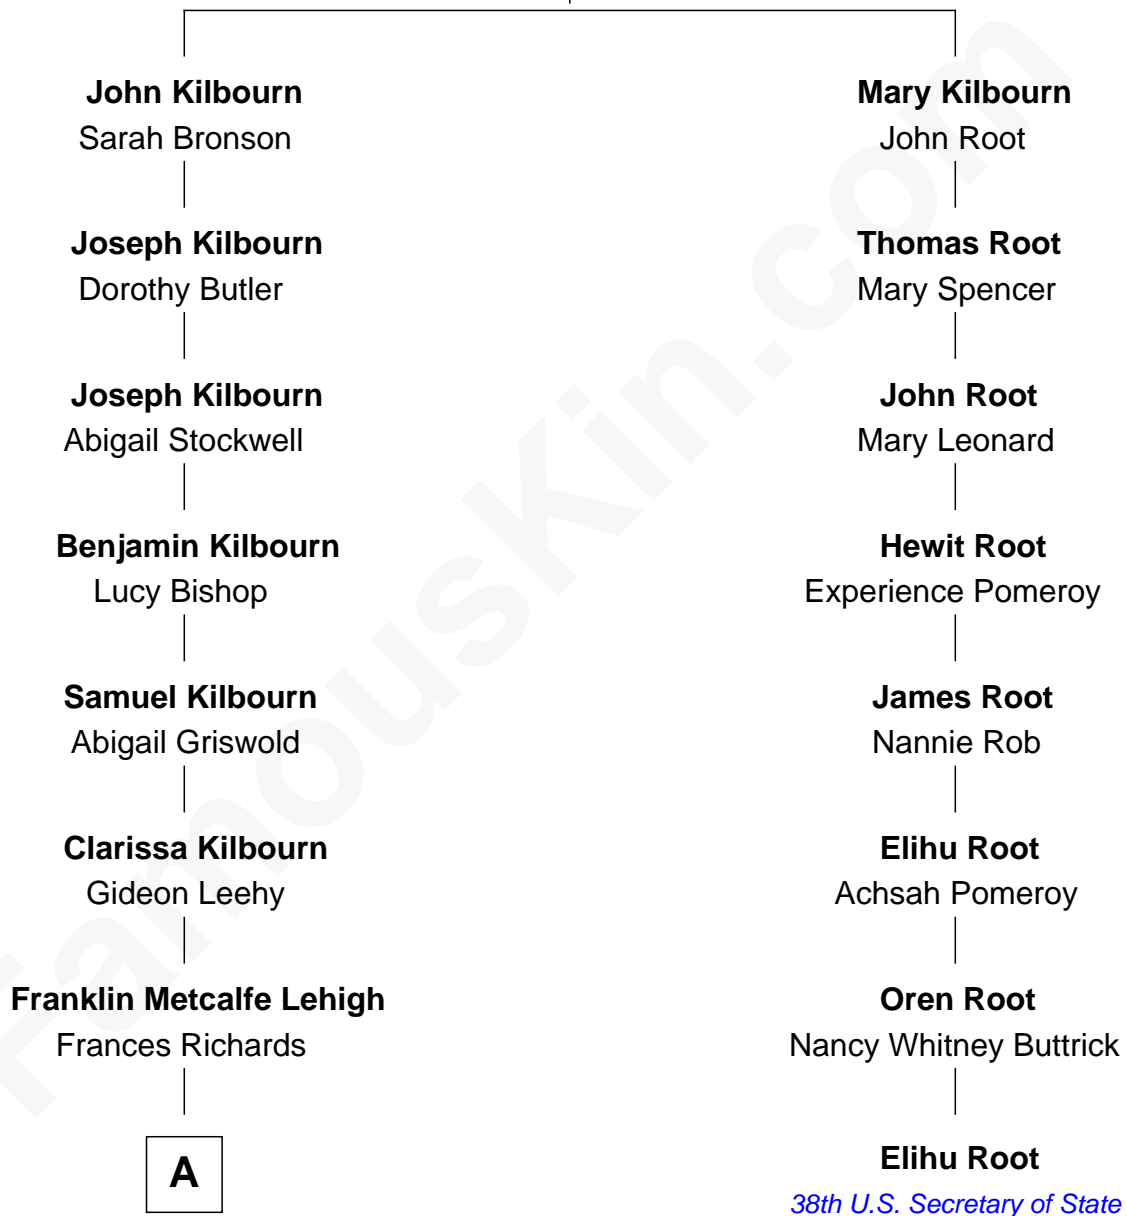 John Kilbourn
Sarah Bronson
Mary Kilbourn
John Root
Joseph Kilbourn
Dorothy Butler
Thomas Root
Mary Spencer
Joseph Kilbourn
Abigail Stockwell
John Root
Mary Leonard
Benjamin Kilbourn
Lucy Bishop
Hewit Root
Experience Pomeroy
Samuel Kilbourn
Abigail Griswold
James Root
Nannie Rob
Clarissa Kilbourn
Gideon Leehy
Elihu Root
Achsah Pomeroy
Franklin Metcalfe Lehigh
Frances Richards
Oren Root
Nancy Whitney Buttrick
A
Elihu Root
38th U.S. Secretary of State
FamousKin.com